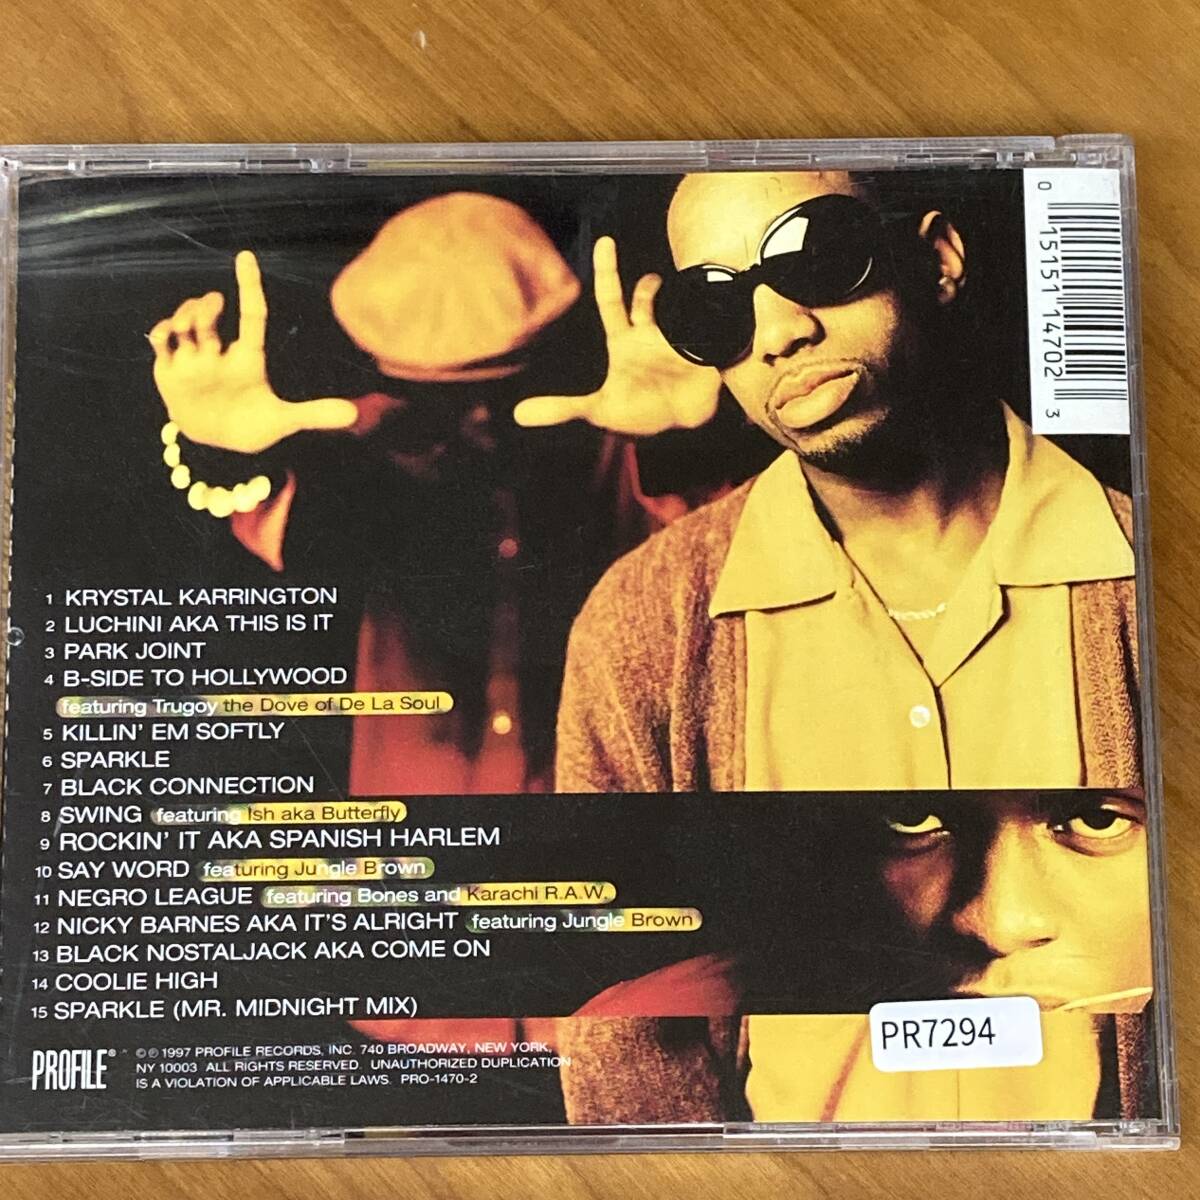 0 15151 14702 3
1 KRYSTAL KARRINGTON
2 LUCHINI AKA THIS IS IT
3 PARK JOINT
4 B-SIDE TO HOLLYWOOD
featuring Trugoy the Dove of De La Soul
5 KILLIN' EM SOFTLY
6 SPARKLE
7 BLACK CONNECTION
8 SWING featuring Ish aka Butterfly
9 ROCKIN' IT AKA SPANISH HARLEM
10 SAY WORD featuring Jungle Brown
11 NEGRO LEAGUE featuring Bones and Karachi R.A.W.
12 NICKY BARNES AKA IT'S ALRIGHT featuring Jungle Brown
13 BLACK NOSTALJACK AKA COME ON
14 COOLIE HIGH
15 SPARKLE (MR. MIDNIGHT MIX)
PR7294
PROFILE®
©℗ 1997 PROFILE RECORDS, INC. 740 BROADWAY, NEW YORK,
NY 10003 ALL RIGHTS RESERVED. UNAUTHORIZED DUPLICATION
IS A VIOLATION OF APPLICABLE LAWS. PRO-1470-2